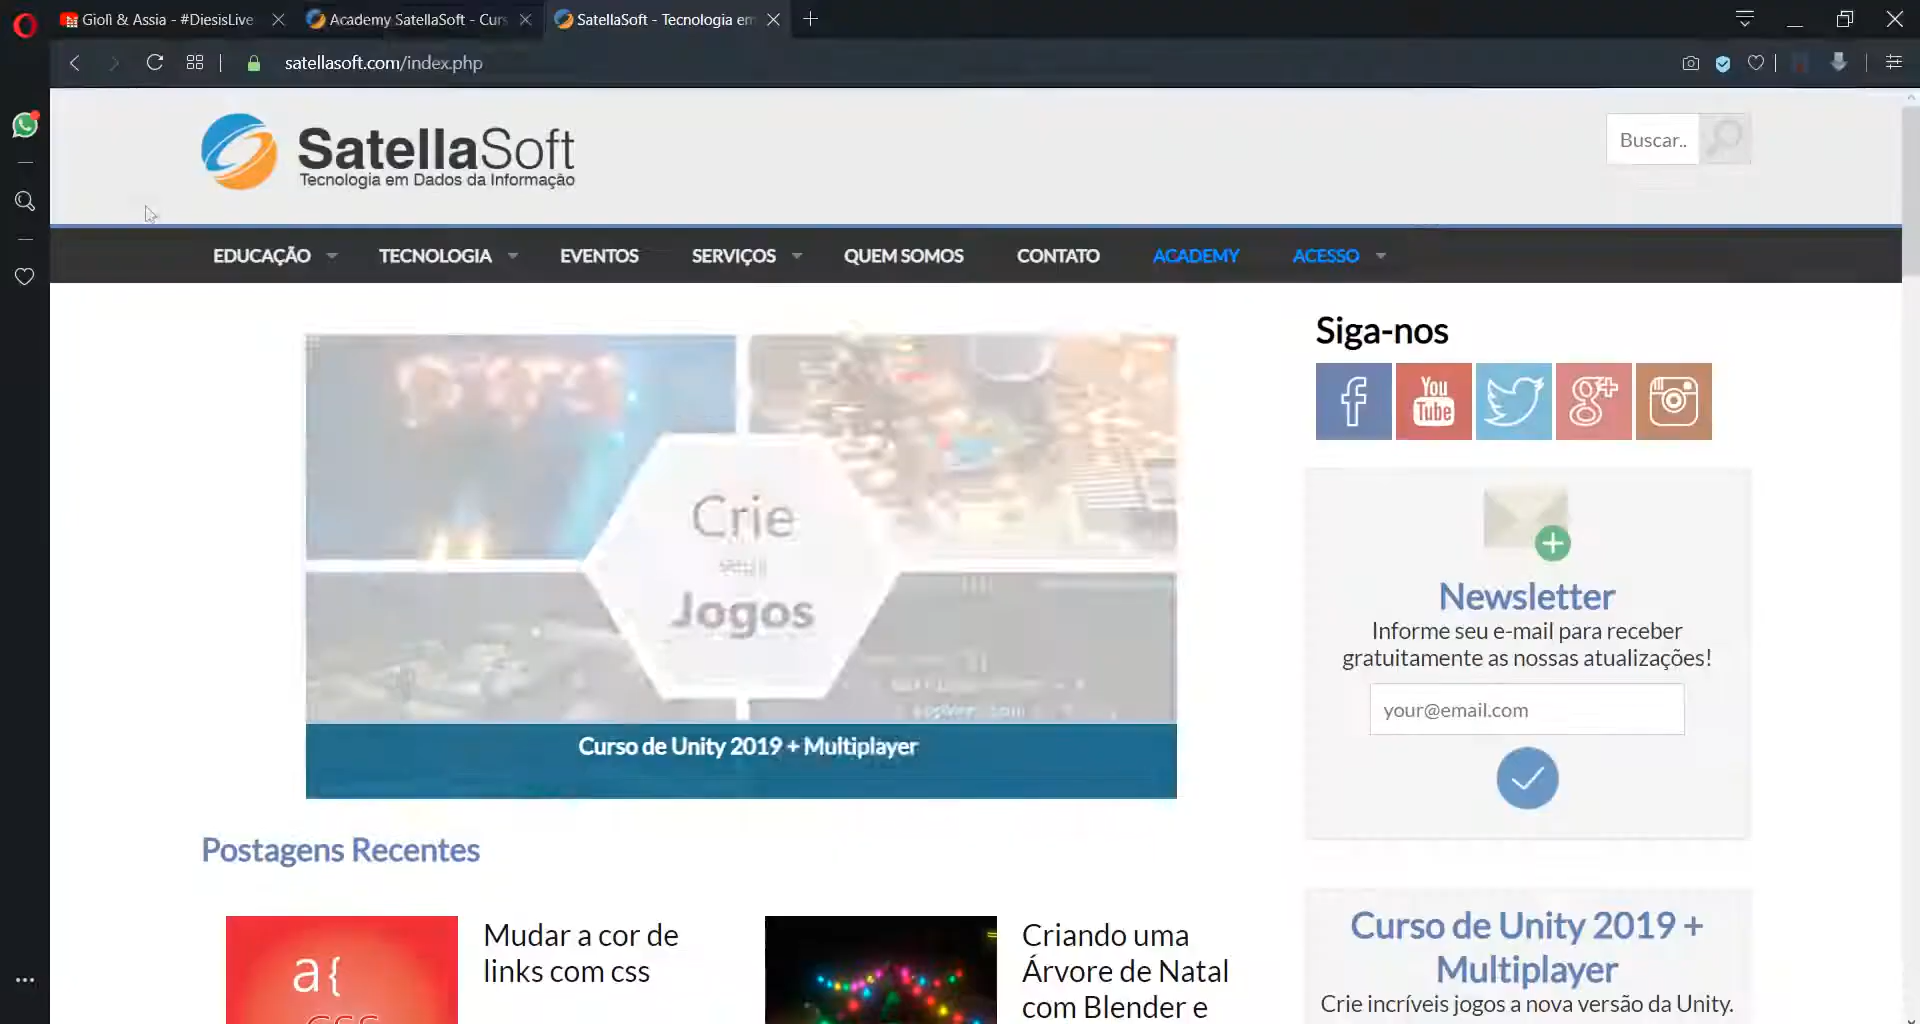 Giolì & Assia - #DiesisLive
Academy SatellaSoft - Curs
SatellaSoft - Tecnologia em
satellasoft.com/index.php
SatellaSoft
Tecnologia em Dados da Informação
Buscar..
EDUCAÇÃO
TECNOLOGIA
EVENTOS
SERVIÇOS
QUEM SOMOS
CONTATO
ACADEMY
ACESSO
Siga-nos
You
Tube
Crie
Jogos
Curso de Unity 2019 + Multiplayer
Newsletter
Informe seu e-mail para receber
gratuitamente as nossas atualizações!
your@email.com
Postagens Recentes
a{
Mudar a cor de
links com css
Criando uma
Árvore de Natal
com Blender e
Curso de Unity 2019 +
Multiplayer
Crie incríveis jogos a nova versão da Unity.